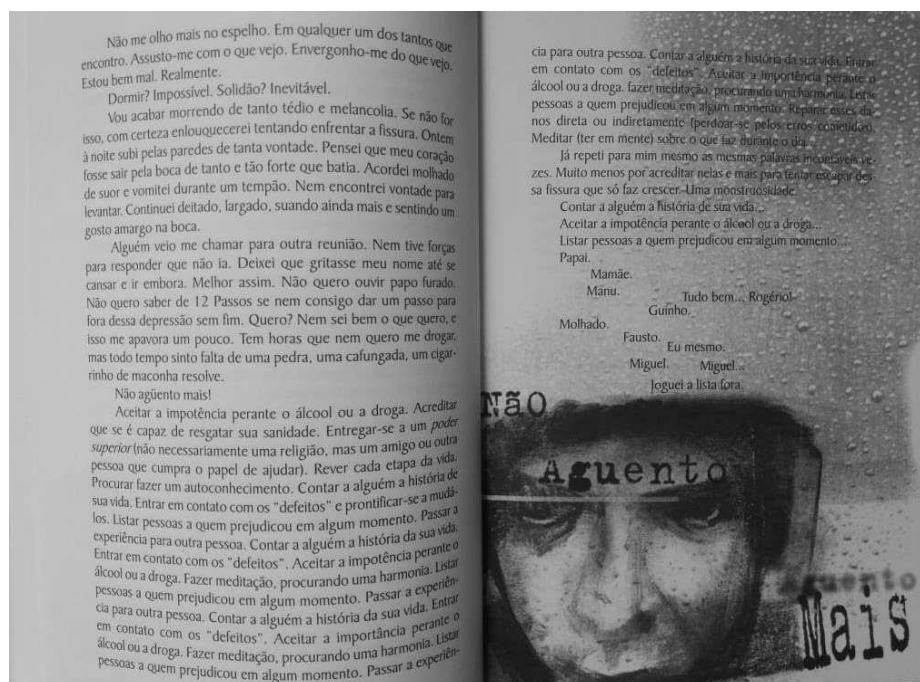 Não me olho mais no espelho. Em qualquer um dos tantos que
encontro. Assusto-me com o que vejo. Envergonho-me do que vejo.
Estou bem mal. Realmente.
Dormir? Impossível. Solidão? Inevitável.
Vou acabar morrendo de tanto tédio e melancolia. Se não for
isso, com certeza enlouquecerei tentando enfrentar a fissura. Ontem
à noite subi pelas paredes de tanta vontade. Pensei que meu coração
fosse sair pela boca de tanto e tão forte que batia. Acordei molhado
de suor e vomitei durante um tempão. Nem encontrei vontade para
levantar. Continuei deitado, largado, suando ainda mais e sentindo um
gosto amargo na boca.
Alguém veio me chamar para outra reunião. Nem tive forças
para responder que não ia. Deixei que gritasse meu nome até se
cansar e ir embora. Melhor assim. Não quero ouvir papo furado.
Não quero saber de 12 Passos se nem consigo dar um passo para
fora dessa depressão sem fim. Quero? Nem sei bem o que quero, e
isso me apavora um pouco. Tem horas que nem quero me drogar,
mas todo tempo sinto falta de uma pedra, uma cafungada, um cigar-
rinho de maconha resolve.
Não agüento mais!
Aceitar a impotência perante o álcool ou a droga. Acreditar
que se é capaz de resgatar sua sanidade. Entregar-se a um poder
superior (não necessariamente uma religião, mas um amigo ou outra
pessoa que cumpra o papel de ajudar). Rever cada etapa da vida.
Procurar fazer um autoconhecimento. Contar a alguém a história de
sua vida. Entrar em contato com os "defeitos" e prontificar-se a mudá-
los. Listar pessoas a quem prejudicou em algum momento. Passar a
experiência para outra pessoa. Contar a alguém a história da sua vida.
Entrar em contato com os "defeitos". Aceitar a impotência perante o
álcool ou a droga. Fazer meditação, procurando uma harmonia. Listar
pessoas a quem prejudicou em algum momento. Passar a experiên-
cia para outra pessoa. Contar a alguém a história da sua vida. Entrar
em contato com os "defeitos". Aceitar a importância perante o
álcool ou a droga. Fazer meditação, procurando uma harmonia. Listar
pessoas a quem prejudicou em algum momento. Passar a experiên-
cia para outra pessoa. Contar a alguém a história da sua vida. Entrar
em contato com os "defeitos". Aceitar a importência perante o
álcool ou a droga. fazer meditação, procurando uma harmonia. Listar
pessoas a quem prejudicou em algum momento. Reparar esses da-
nos direta ou indiretamente (perdoar-se pelos erros cometidos).
Meditar (ter em mente) sobre o que faz durante o dia...
Já repeti para mim mesmo as mesmas palavras incontáveis ve-
zes. Muito menos por acreditar nelas e mais para tentar escapar des-
sa fissura que só faz crescer. Uma monstruosidade.
Contar a alguém a história de sua vida...
Aceitar a impotência perante o álcool ou a droga...
Listar pessoas a quem prejudicou em algum momento...
Papai.
Mamãe.
Manu.
Tudo bem... Rogério!
Guinho.
Molhado.
Fausto.
Eu mesmo.
Miguel. Miguel...
Joguei a lista fora.
Não
Aguento
Aguento
Mais